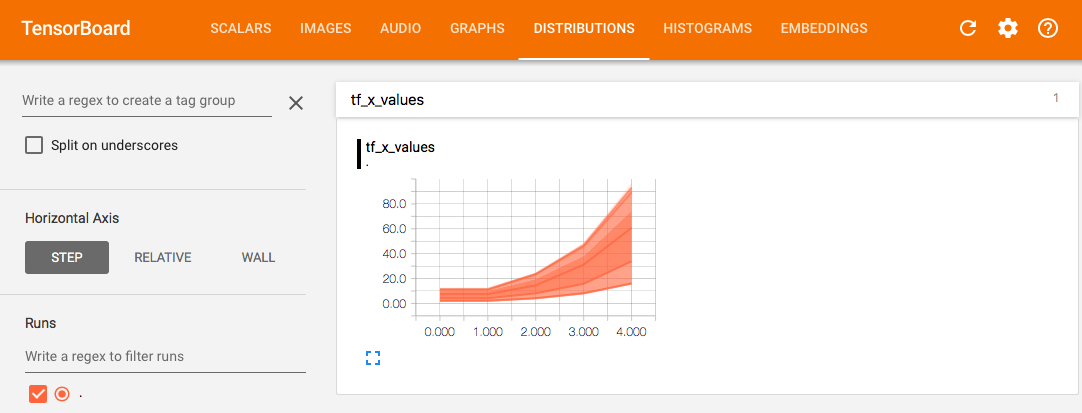 TensorBoard SCALARS IMAGES AUDIO GRAPHS DISTRIBUTIONS HISTOGRAMS EMBEDDINGS
Write a regex to create a tag group
Split on underscores
Horizontal Axis
STEP RELATIVE WALL
Runs
Write a regex to filter runs
.
tf_x_values 1
tf_x_values
.
80.0
60.0
40.0
20.0
0.00
0.000 1.000 2.000 3.000 4.000